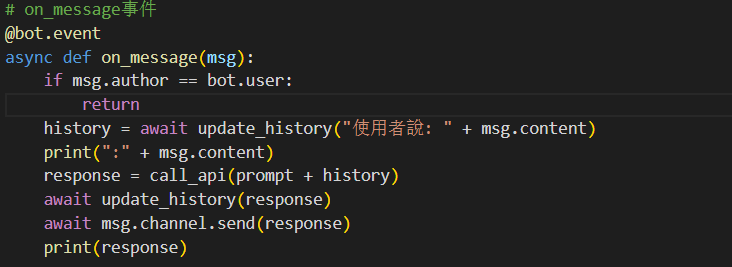 # on_message事件
@bot.event
async def on_message(msg):
    if msg.author == bot.user:
        return
    history = await update_history("使用者說: " + msg.content)
    print(":" + msg.content)
    response = call_api(prompt + history)
    await update_history(response)
    await msg.channel.send(response)
    print(response)